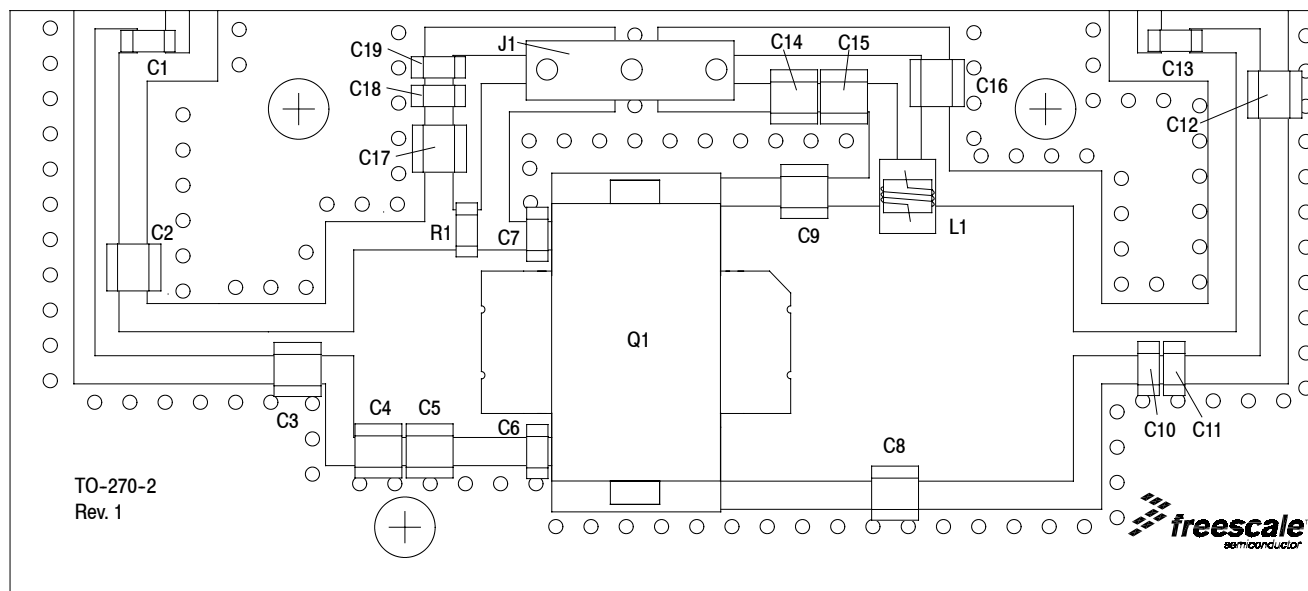 C1
C19
C18
C17
J1
C14
C15
C16
C13
C12
C2
R1
C7
C9
L1
Q1
C3
C4
C5
C6
C8
C10
C11
TO-270-2
Rev. 1
freescale
semiconductor